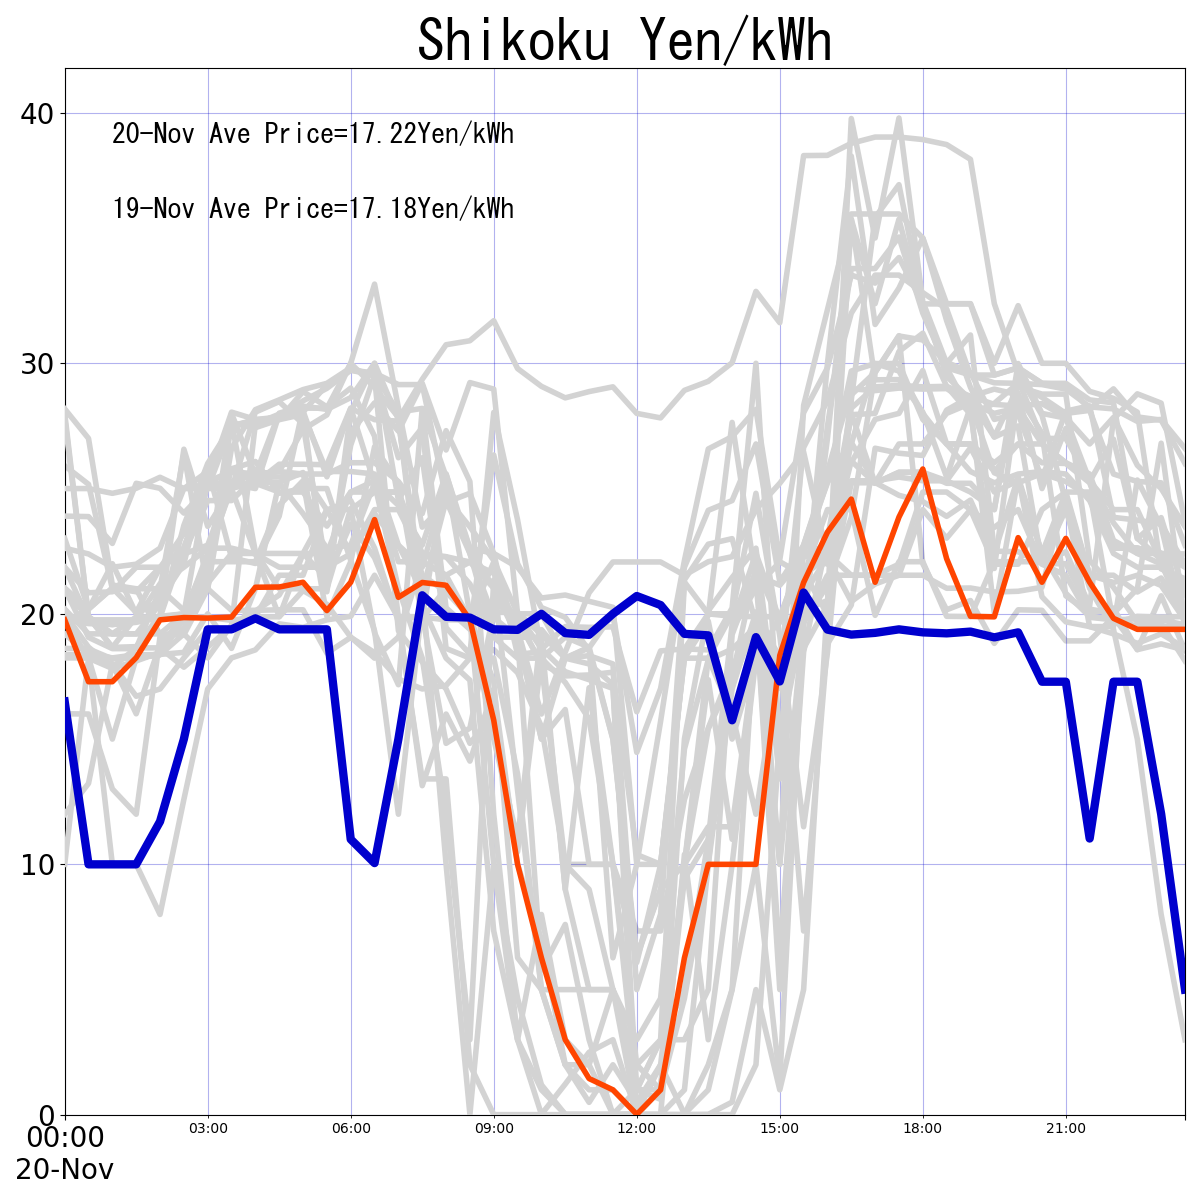 Shikoku Yen/kWh
40
20-Nov Ave Price=17.22Yen/kWh
19-Nov Ave Price=17.18Yen/kWh
30
20
10
0
00:00 03:00 06:00 09:00 12:00 15:00 18:00 21:00
20-Nov